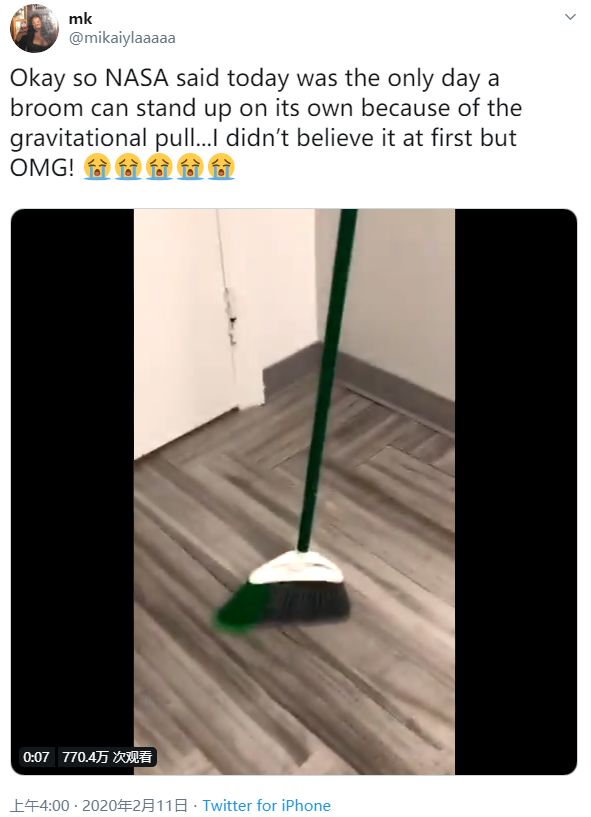 mk
@mikaiylaaaaa
Okay so NASA said today was the only day a
broom can stand up on its own because of the
gravitational pull...I didn’t believe it at first but
OMG! 😭😭😭😭😭
0:07 770.4万 次观看
上午4:00 · 2020年2月11日 · Twitter for iPhone